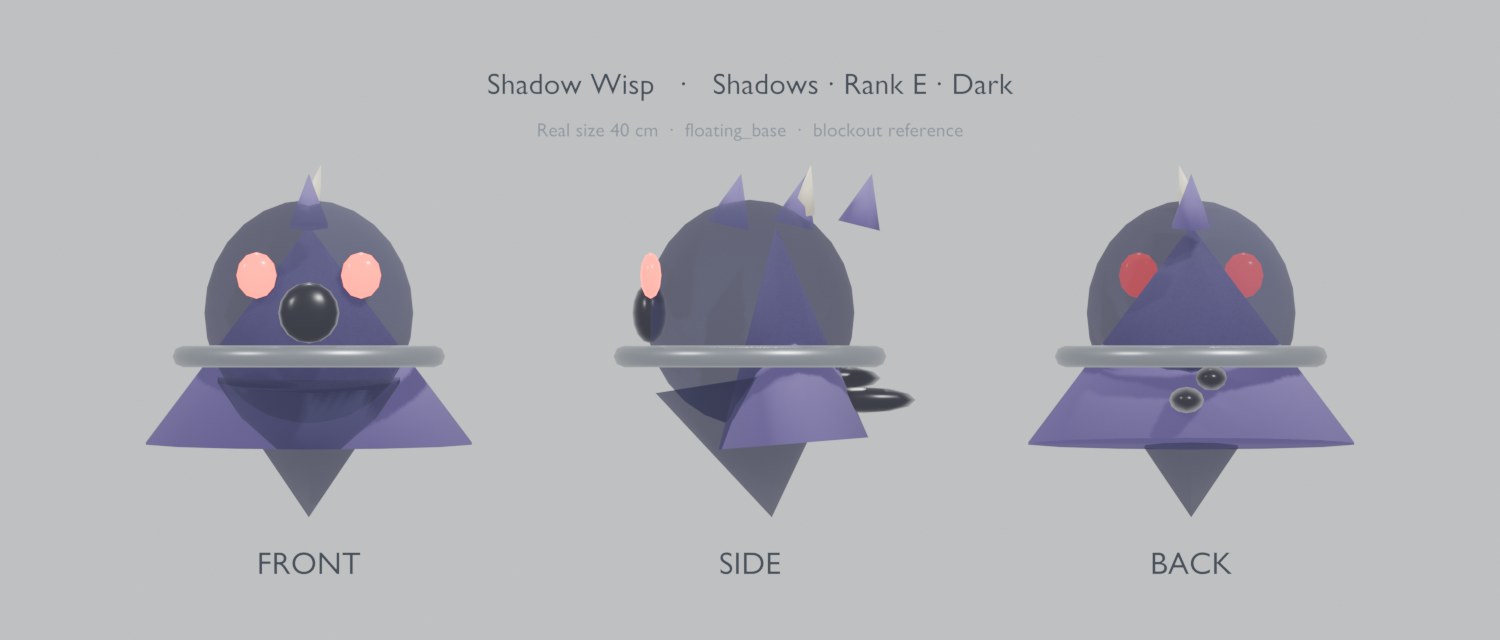 Shadow Wisp · Shadows · Rank E · Dark
Real size 40 cm · floating_base · blockout reference
FRONT SIDE BACK